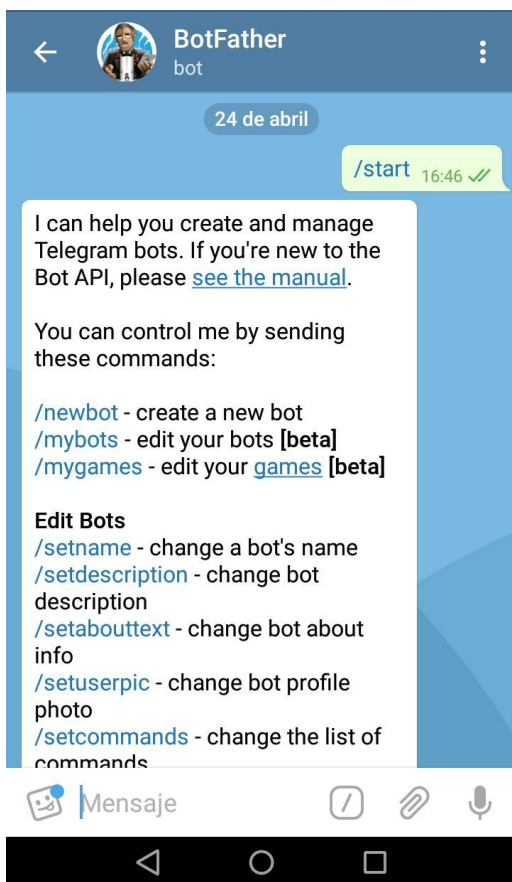 BotFather
bot
24 de abril
/start 16:46
I can help you create and manage
Telegram bots. If you're new to the
Bot API, please see the manual.
You can control me by sending
these commands:
/newbot - create a new bot
/mybots - edit your bots [beta]
/mygames - edit your games [beta]
Edit Bots
/setname - change a bot's name
/setdescription - change bot
description
/setabouttext - change bot about
info
/setuserpic - change bot profile
photo
/setcommands - change the list of
commands
Mensaje